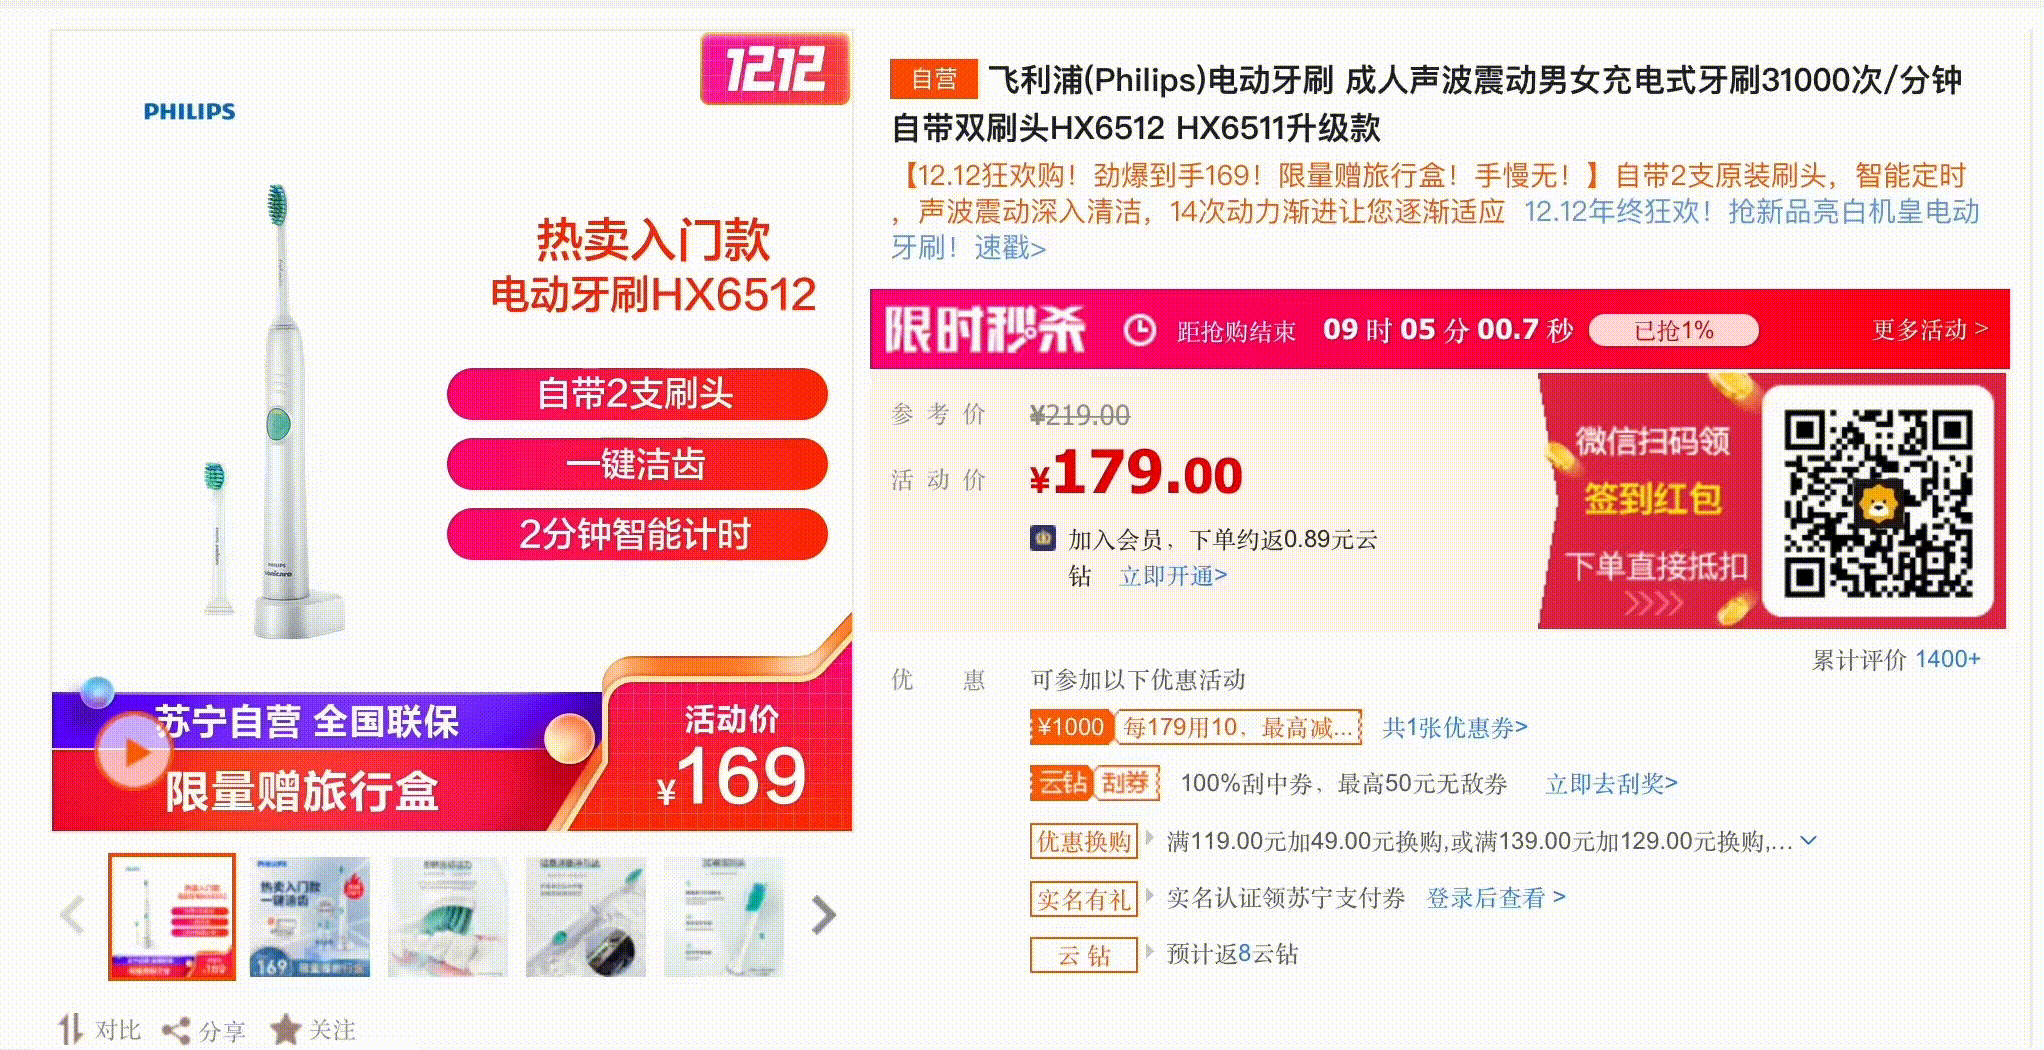 PHILIPS
1212
热卖入门款
电动牙刷HX6512
自带2支刷头
一键洁齿
2分钟智能计时
PHILIPS
sonicare
苏宁自营 全国联保
限量赠旅行盒
活动价
¥169
热卖入门款
一键洁齿
169
对比 分享 关注
自营 飞利浦(Philips)电动牙刷 成人声波震动男女充电式牙刷31000次/分钟
自带双刷头HX6512 HX6511升级款
【12.12狂欢购！劲爆到手169！限量赠旅行盒！手慢无！】自带2支原装刷头，智能定时
，声波震动深入清洁，14次动力渐进让您逐渐适应 12.12年终狂欢！抢新品亮白机皇电动
牙刷！速戳>
限时秒杀 距抢购结束 09 时 05 分 00.7 秒 已抢1% 更多活动 >
参考价 ¥219.00
活动价 ¥179.00
加入会员，下单约返0.89元云
钻 立即开通>
微信扫码领
签到红包
下单直接抵扣
累计评价 1400+
优惠 可参加以下优惠活动
¥1000 每179用10，最高减... 共1张优惠券>
云钻 刮券 100%刮中券，最高50元无敌券 立即去刮奖>
优惠换购 满119.00元加49.00元换购,或满139.00元加129.00元换购,...
实名有礼 实名认证领苏宁支付券 登录后查看 >
云钻 预计返8云钻